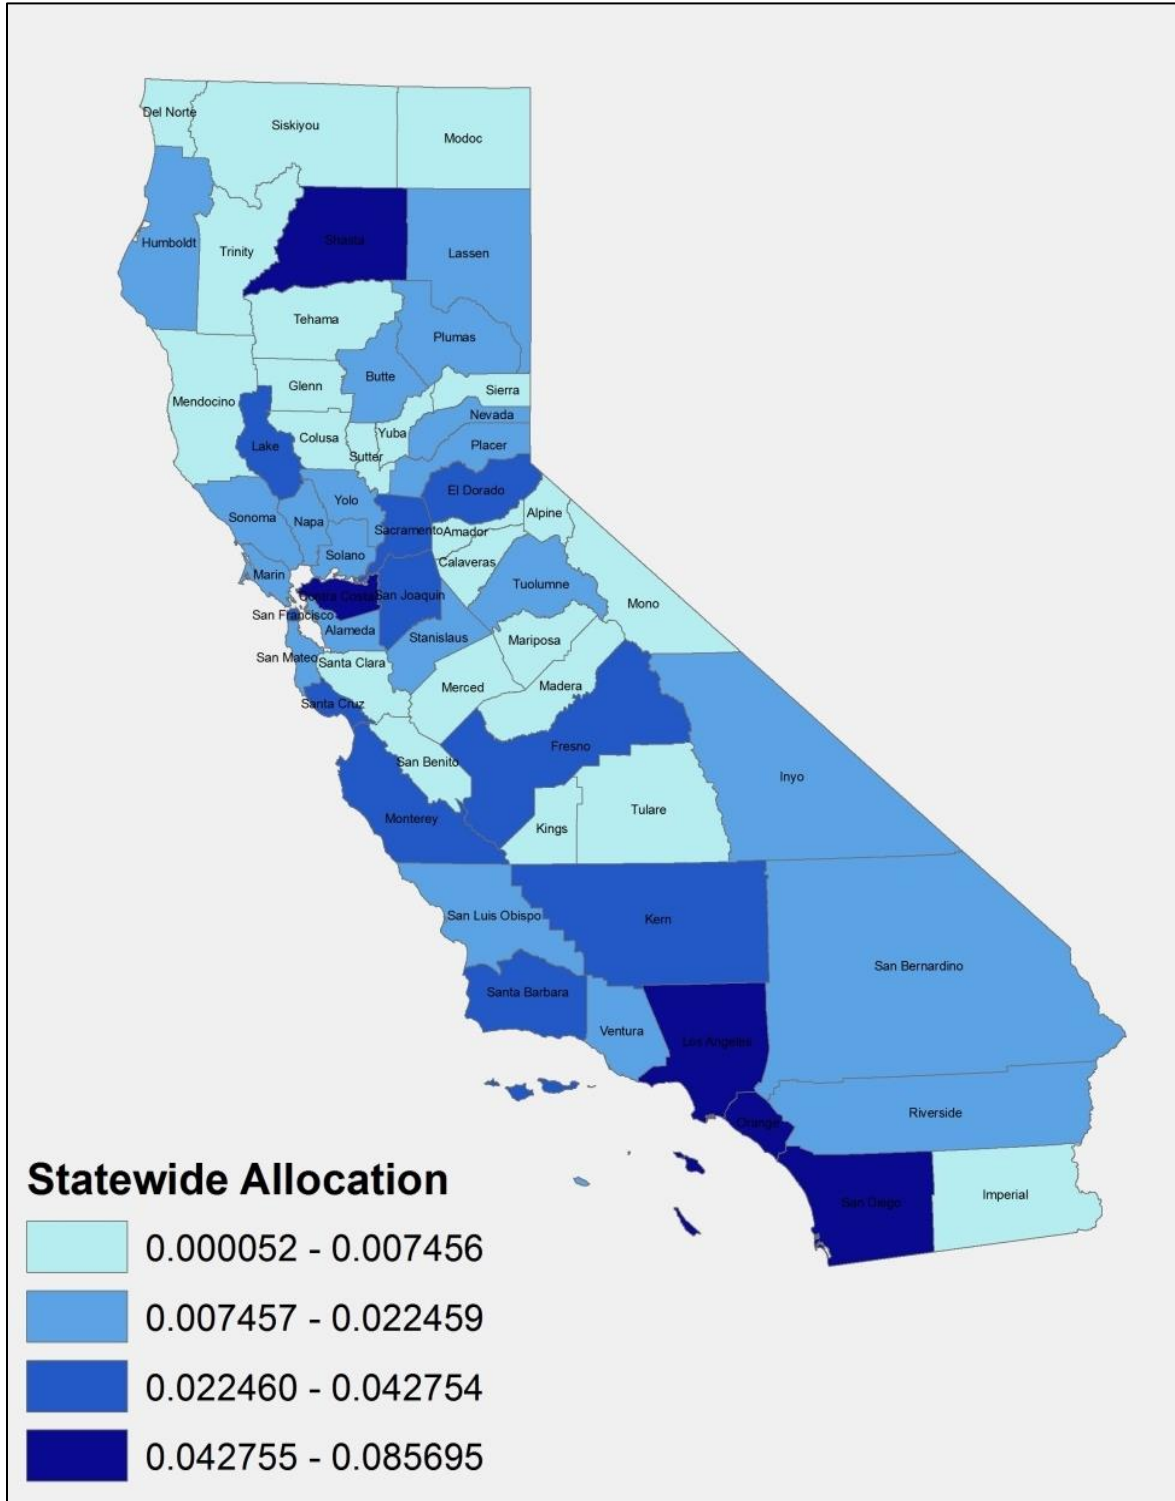 Del Norte
Siskiyou
Modoc
Shasta
Humboldt
Trinity
Lassen
Tehama
Plumas
Butte
Glenn
Sierra
Mendocino
Nevada
Colusa
Yuba
Lake
Placer
Sutter
El Dorado
Yolo
Alpine
Sonoma
Napa
Sacramento
Amador
Solano
Calaveras
Marin
Tuolumne
Contra Costa
San Joaquin
Mono
San Francisco
Alameda
Stanislaus
Mariposa
San Mateo
Santa Clara
Merced
Madera
Santa Cruz
Fresno
San Benito
Inyo
Monterey
Tulare
Kings
San Luis Obispo
Kern
San Bernardino
Santa Barbara
Ventura
Los Angeles
Riverside
Orange
San Diego
Imperial
Statewide Allocation
0.000052 - 0.007456
0.007457 - 0.022459
0.022460 - 0.042754
0.042755 - 0.085695